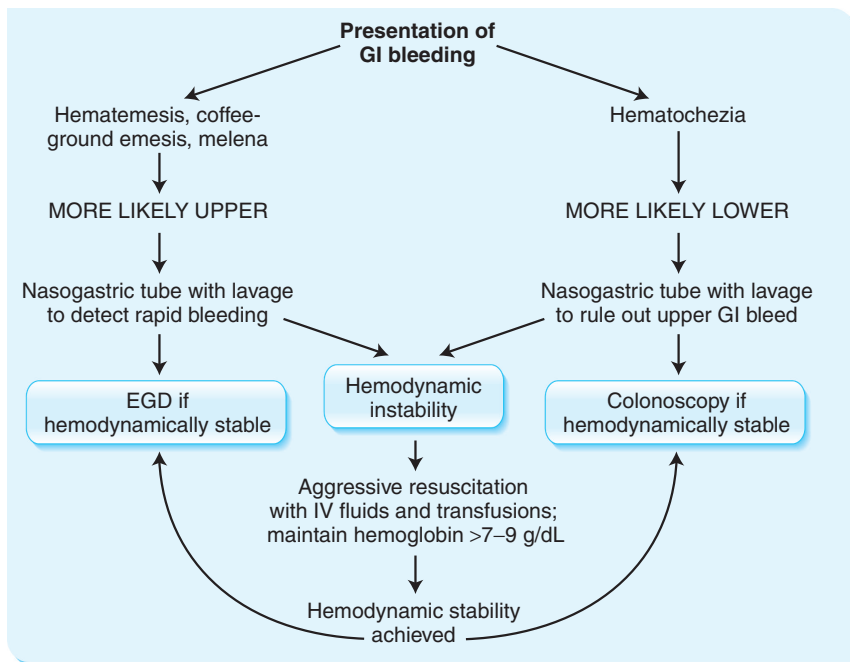 Presentation of
GI bleeding
Hematemesis, coffee-
ground emesis, melena
Hematochezia
MORE LIKELY UPPER
MORE LIKELY LOWER
Nasogastric tube with lavage
to detect rapid bleeding
Nasogastric tube with lavage
to rule out upper GI bleed
EGD if
hemodynamically stable
Hemodynamic
instability
Colonoscopy if
hemodynamically stable
Aggressive resuscitation
with IV fluids and transfusions;
maintain hemoglobin >7–9 g/dL
Hemodynamic stability
achieved